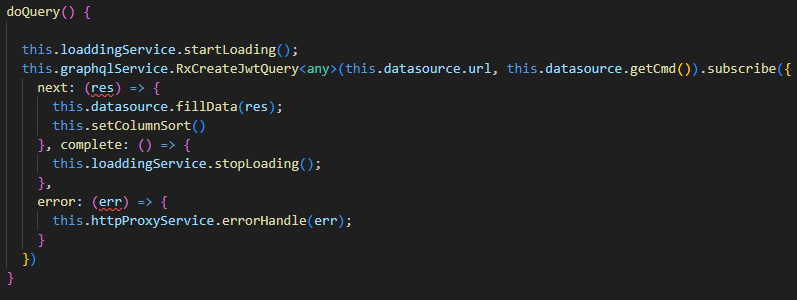 doQuery() {
this.loaddingService.startLoading();
this.graphqlService.RxCreateJwtQuery<any>(this.datasource.url, this.datasource.getCmd()).subscribe({
next: (res) => {
this.datasource.fillData(res);
this.setColumnSort()
}, complete: () => {
this.loaddingService.stopLoading();
},
error: (err) => {
this.httpProxyService.errorHandle(err);
}
})
}